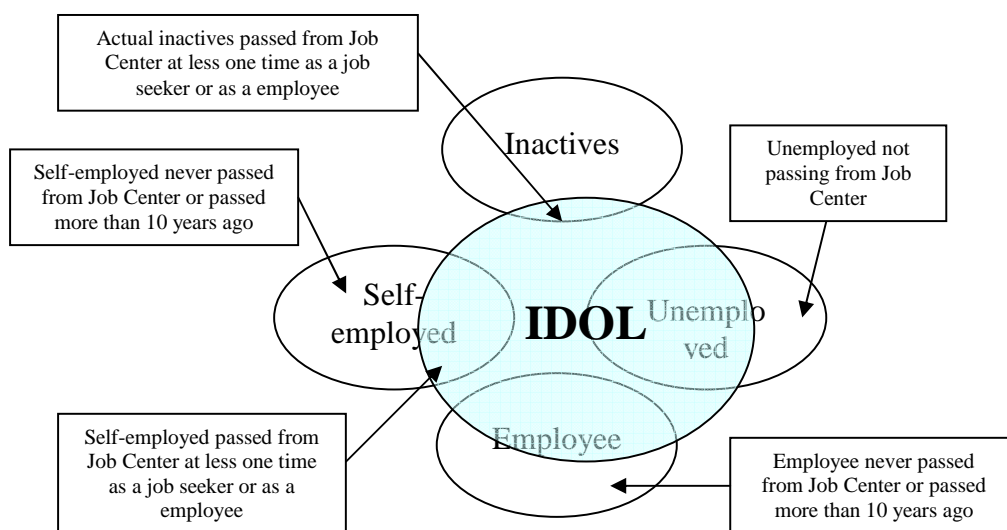 Actual inactives passed from Job
Center at less one time as a job
seeker or as a employee
Inactives
Unemployed not
passing from Job
Center
Self-employed never passed
from Job Center or passed
more than 10 years ago
Self-
employed
IDOL
Unemplo
yed
Employee
Self-employed passed from
Job Center at less one time
as a job seeker or as a
employee
Employee never passed
from Job Center or passed
more than 10 years ago